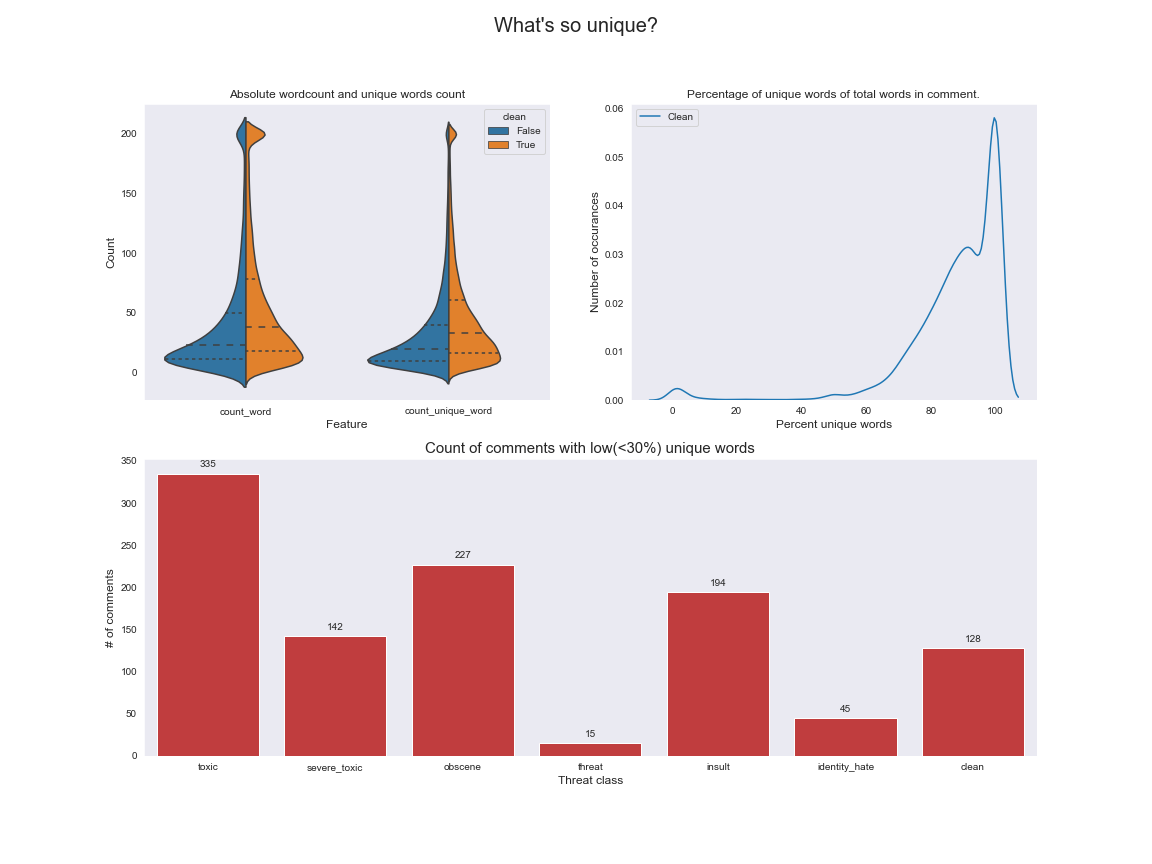 What's so unique?
Absolute wordcount and unique words count
Count
200
150
100
50
0
clean
False
True
count_word
count_unique_word
Feature
Percentage of unique words of total words in comment.
Number of occurances
0.06
0.05
0.04
0.03
0.02
0.01
0.00
Clean
0
20
40
60
80
100
Percent unique words
Count of comments with low(<30%) unique words
# of comments
350
300
250
200
150
100
50
0
335
142
227
15
194
45
128
toxic
severe_toxic
obscene
threat
insult
identity_hate
clean
Threat class